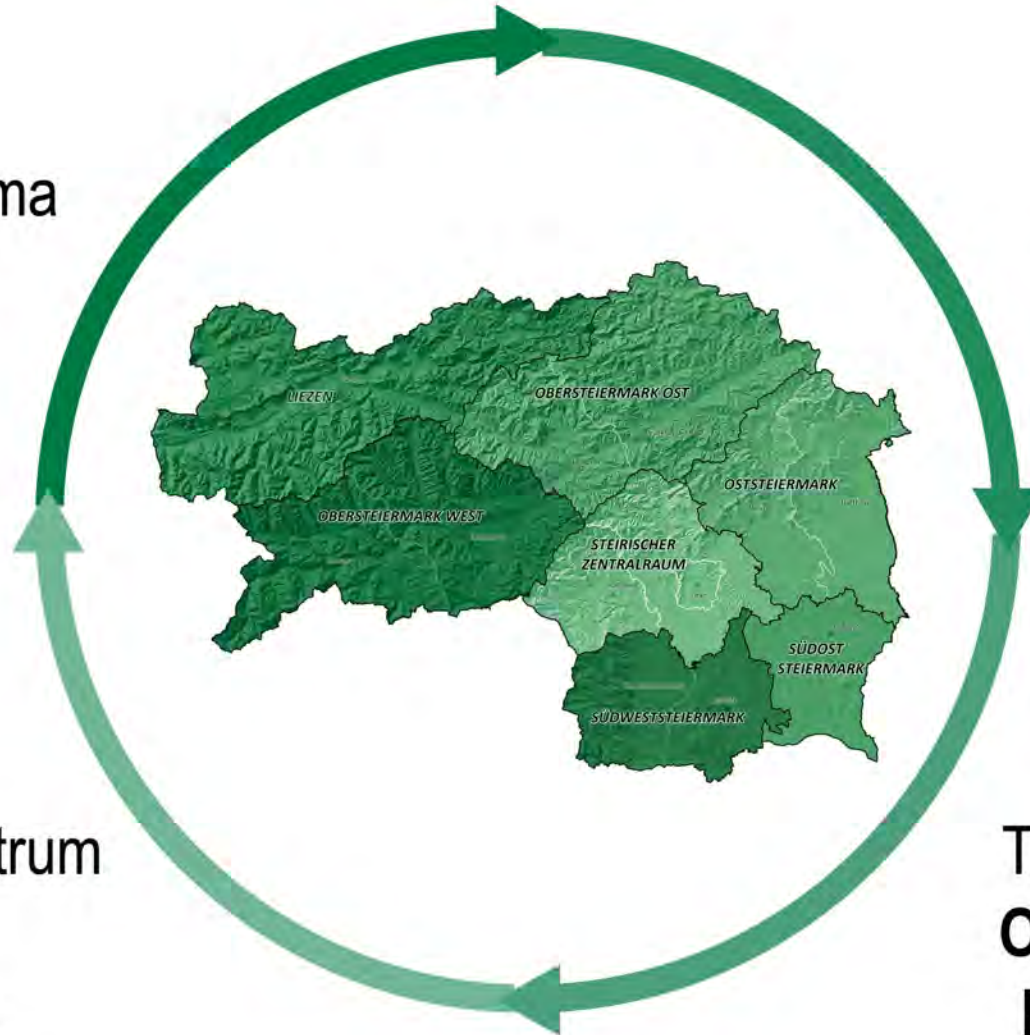 ma
LIEZEN
OBERSTEIERMARK OST
OSTSTEIERMARK
OBERSTEIERMARK WEST
STEIRISCHER
ZENTRALRAUM
SÜDOST
STEIERMARK
SÜDWESTSTEIERMARK
trum
T